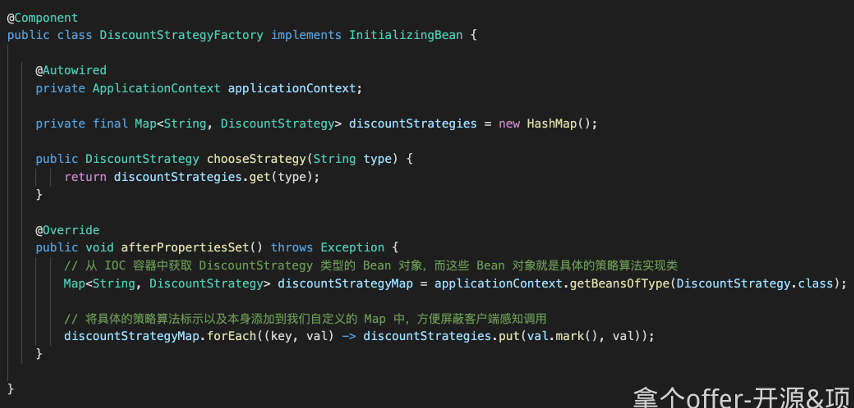 @Component
public class DiscountStrategyFactory implements InitializingBean {
@Autowired
private ApplicationContext applicationContext;
private final Map<String, DiscountStrategy> discountStrategies = new HashMap();
public DiscountStrategy chooseStrategy(String type) {
return discountStrategies.get(type);
}
@Override
public void afterPropertiesSet() throws Exception {
// 从 IOC 容器中获取 DiscountStrategy 类型的 Bean 对象，而这些 Bean 对象就是具体的策略算法实现类
Map<String, DiscountStrategy> discountStrategyMap = applicationContext.getBeansOfType(DiscountStrategy.class);
// 将具体的策略算法标示以及本身添加到我们自定义的 Map 中，方便屏蔽客户端感知调用
discountStrategyMap.forEach((key, val) -> discountStrategies.put(val.mark(), val));
}
}
拿个offer-开源&项